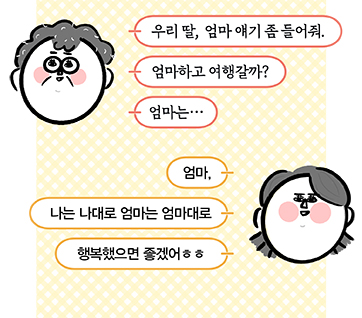 우리 딸, 엄마 얘기 좀 들어줘.
엄마하고 여행갈까?
엄마는…
엄마,
나는 나대로 엄마는 엄마대로
행복했으면 좋겠어ㅎㅎ